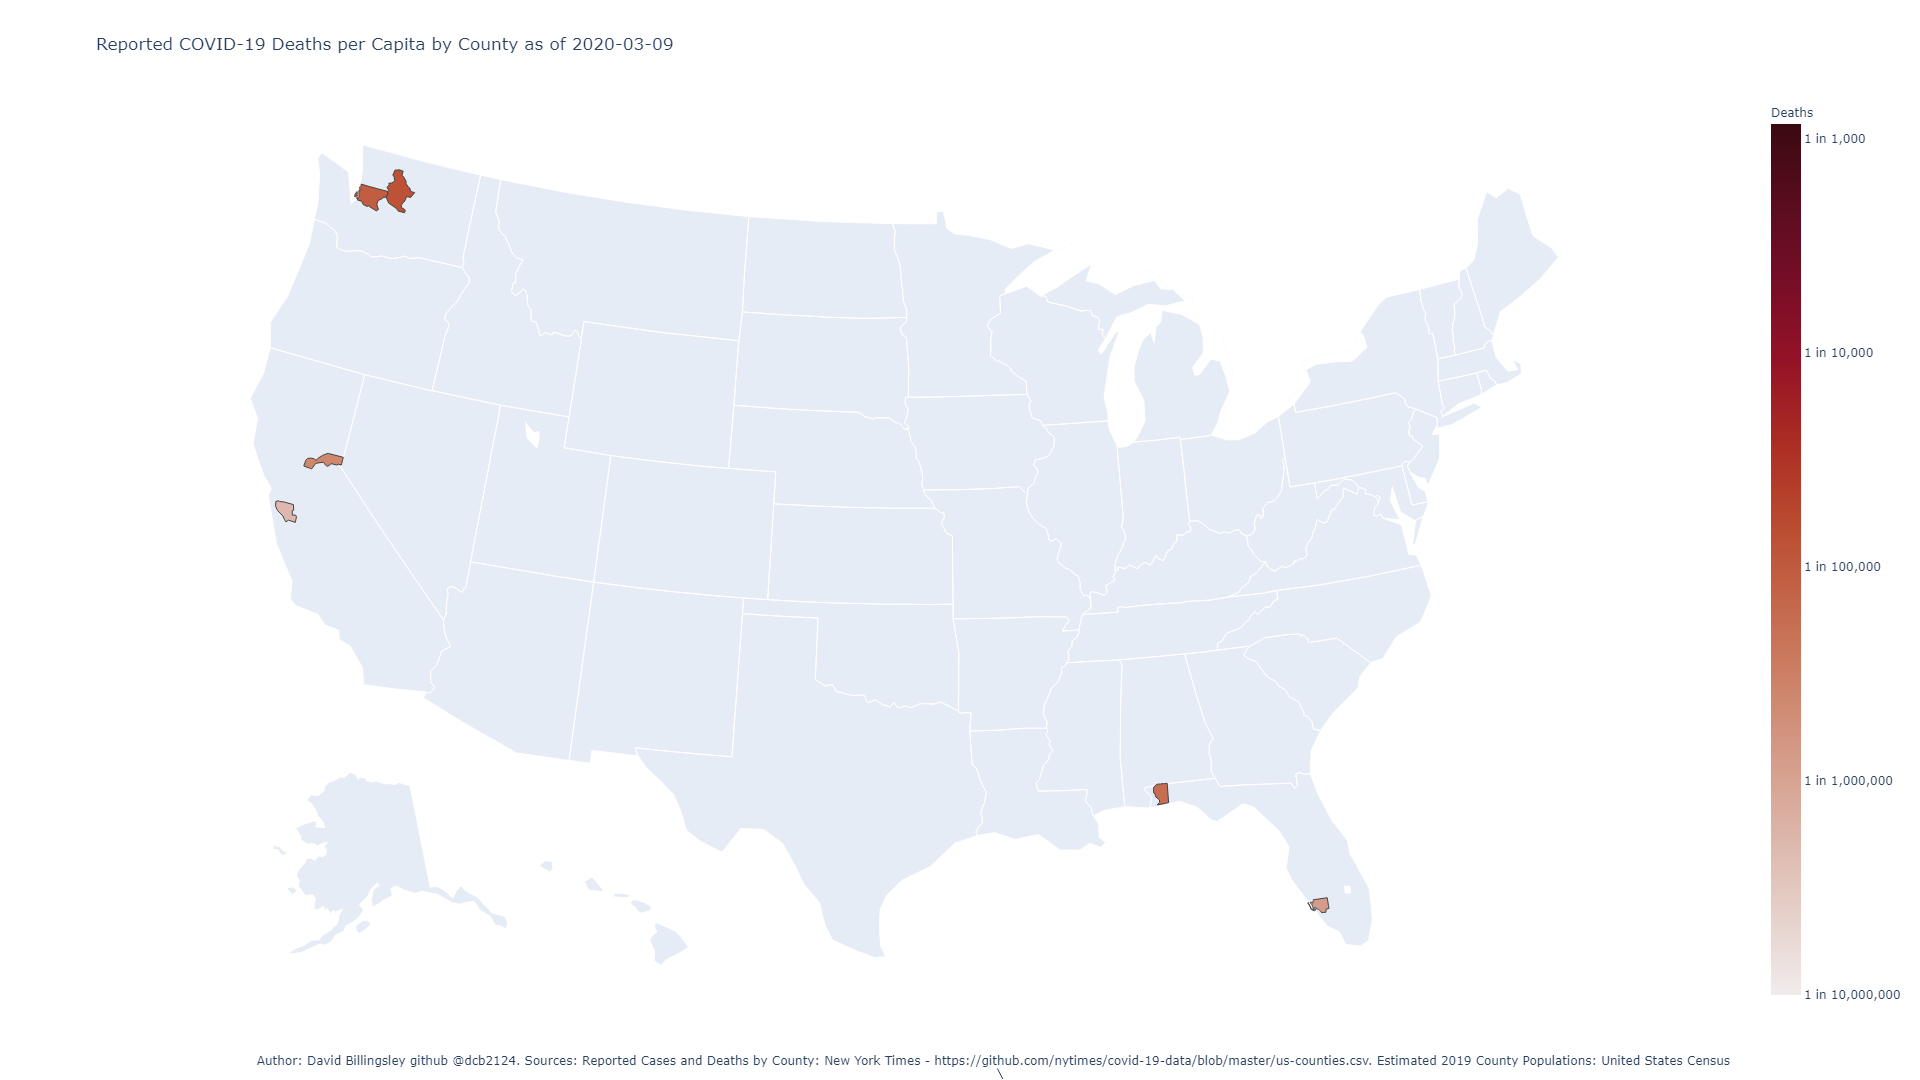 Reported COVID-19 Deaths per Capita by County as of 2020-03-09
Deaths
1 in 1,000
1 in 10,000
1 in 100,000
1 in 1,000,000
1 in 10,000,000
Author: David Billingsley github @dcb2124. Sources: Reported Cases and Deaths by County: New York Times - https://github.com/nytimes/covid-19-data/blob/master/us-counties.csv. Estimated 2019 County Populations: United States Census